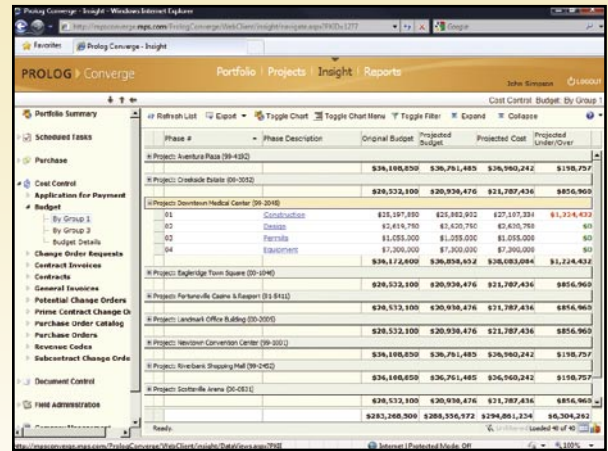 Prolog Converge - Insight - Windows Internet Explorer
Google
Favorites Prolog Converge - Insight
PROLOG Converge
Portfolio Projects Insight Reports
John Simpson LOGOUT
Cost Control Budget: By Group 1
Portfolio Summary
Scheduled Tasks
Purchase
Cost Control
Application for Payment
Budget
By Group 1
By Group 3
Budget Details
Change Order Requests
Contract Invoices
Contracts
General Invoices
Potential Change Orders
Prime Contract Change O
Purchase Order Catalog
Purchase Orders
Revenue Codes
Subcontract Change Orde
Document Control
Field Administration
Refresh List Export Toggle Chart Toggle Chart Menu Toggle Filter Expand Collapse
Phase # Phase Description Original Budget Projected Budget Projected Cost Projected Under/Over
Project: Aventura Plaza (99-4192)
$36,108,850 $36,761,485 $36,960,242 $198,757
Project: Creekside Estate (00-3052)
$20,532,100 $20,930,476 $21,787,436 $856,960
Project: Downtown Medical Center (99-2048)
01 Construction $25,197,850 $25,882,902 $27,107,334 $1,224,432
02 Design $2,619,750 $2,620,750 $2,620,750 $0
03 Permits $1,055,000 $1,055,000 $1,055,000 $0
04 Equipment $7,300,000 $7,300,000 $7,300,000 $0
$36,172,600 $36,858,652 $38,083,084 $1,224,432
Project: Eagleridge Town Square (00-1046)
$20,532,100 $20,930,476 $21,787,436 $856,960
Project: Fortuneville Casino & Resport (91-5411)
$20,532,100 $20,930,476 $21,787,436 $856,960
Project: Landmark Office Building (00-2005)
$20,532,100 $20,930,476 $21,787,436 $856,960
Project: Newtown Convention Center (99-1001)
$36,108,850 $36,761,485 $36,960,242 $198,757
Project: Riverbank Shopping Mall (99-2452)
$36,108,850 $36,761,485 $36,960,242 $198,757
Project: Scottsville Arena (00-0531)
$20,532,100 $20,930,476 $21,787,436 $856,960
$283,268,500 $288,556,972 $294,861,234 $6,304,262
Ready. Loaded 40 of 40
Internet | Protected Mode: Off 100%